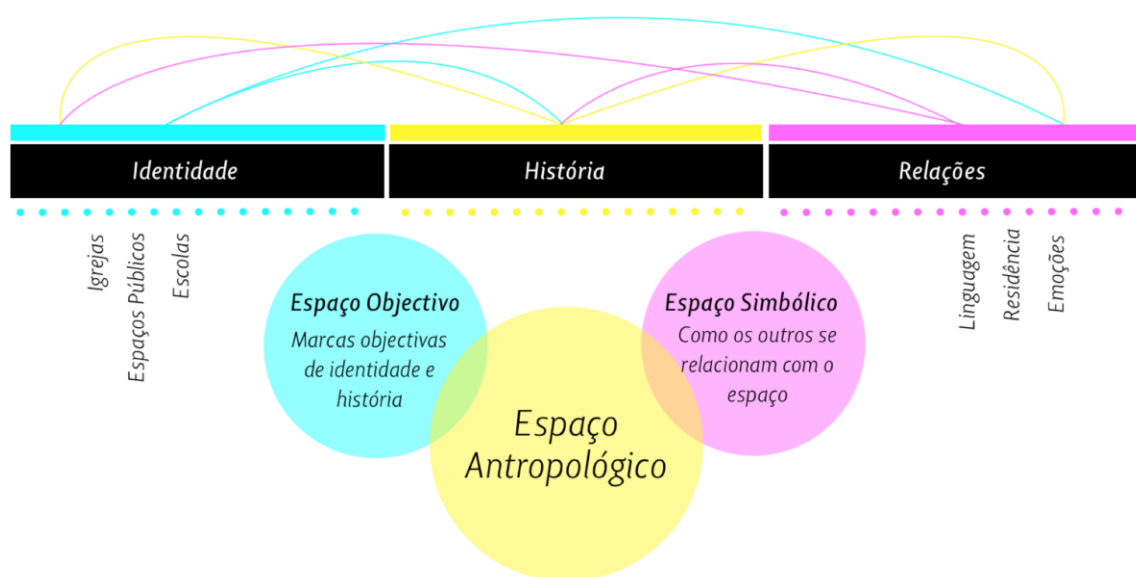 Identidade
História
Relações
Igrejas
Espaços Públicos
Escolas
Espaço Objectivo
Marcas objectivas
de identidade e
história
Espaço
Antropológico
Espaço Simbólico
Como os outros se
relacionam com o
espaço
Linguagem
Residência
Emoções